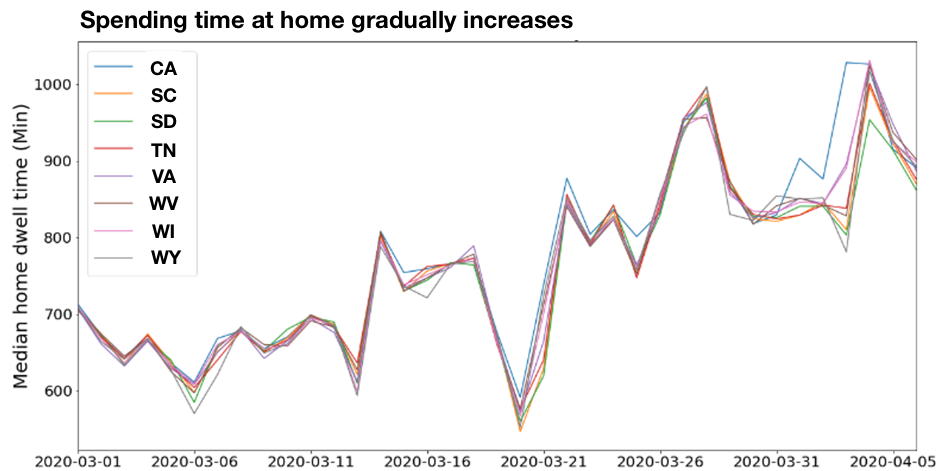 Spending time at home gradually increases
Median home dwell time (Min)
1000
900
800
700
600
CA
SC
SD
TN
VA
WV
WI
WY
2020-03-01 2020-03-06 2020-03-11 2020-03-16 2020-03-21 2020-03-26 2020-03-31 2020-04-05